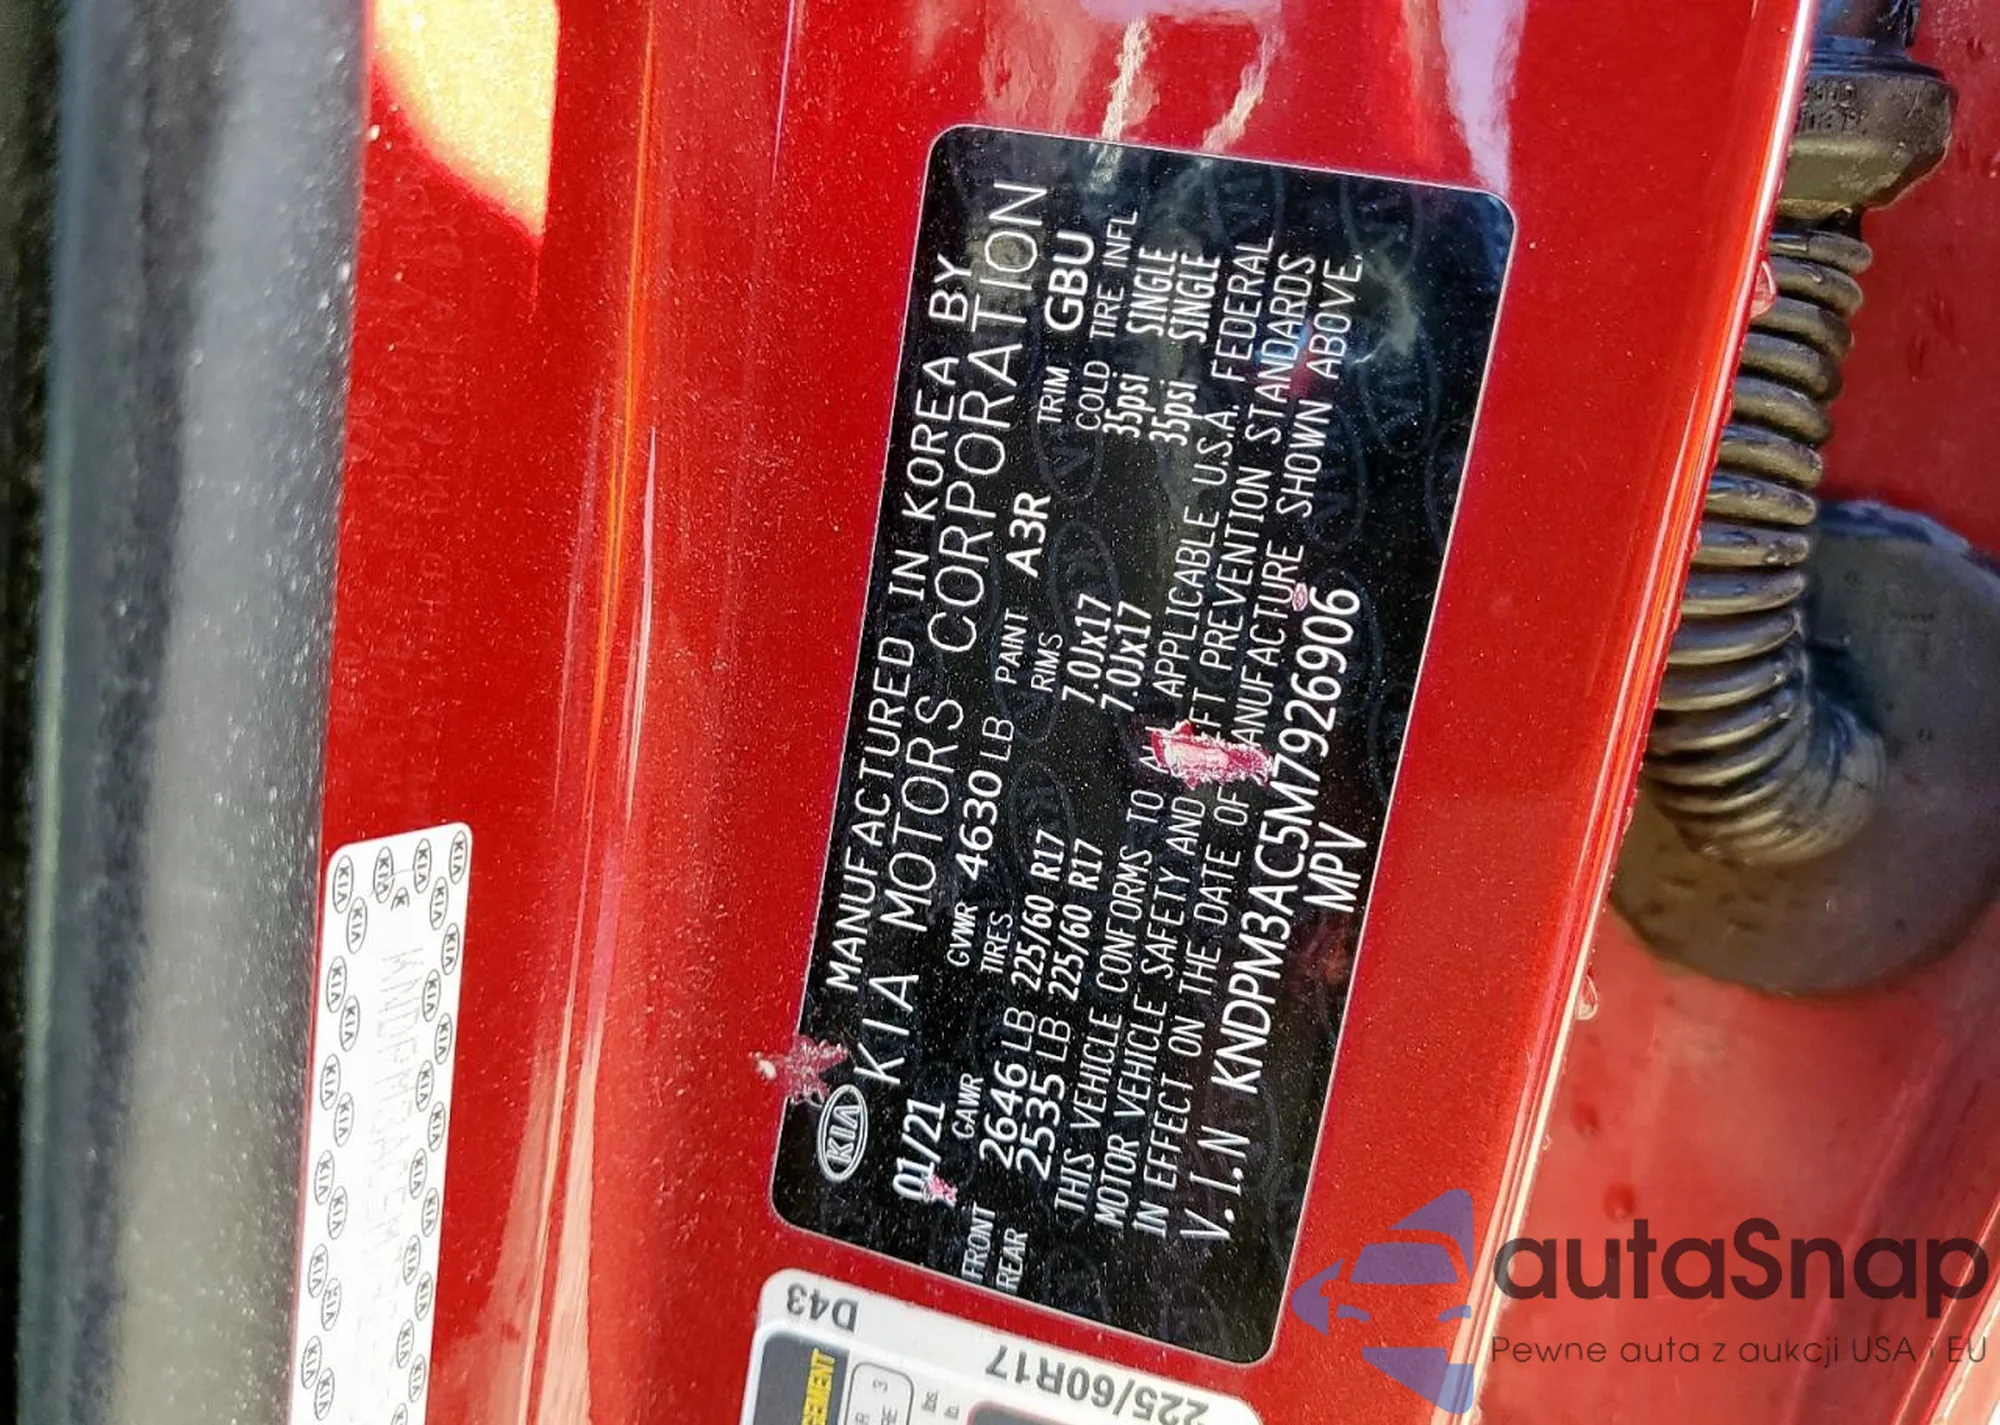 MANUFACTURED IN KOREA BY
KIA KIA MOTORS CORPORATION
01/21 GVWR 4630 LB PAINT A3R TRIM GBU
GAWR TIRES RIMS COLD TIRE INFL
FRONT 2646 LB 225/60 R17 7.0Jx17 35psi SINGLE
REAR 2535 LB 225/60 R17 7.0Jx17 35psi SINGLE
THIS VEHICLE CONFORMS TO APPLICABLE U.S.A. FEDERAL
MOTOR VEHICLE SAFETY AND PREVENTION STANDARDS
IN EFFECT ON THE DATE OF MANUFACTURE SHOWN ABOVE.
V.I.N KNDPM3AC5M7926906
MPV
D43
225/60R17
KIA
autaSnap
Pewne auta z aukcji USA i EU